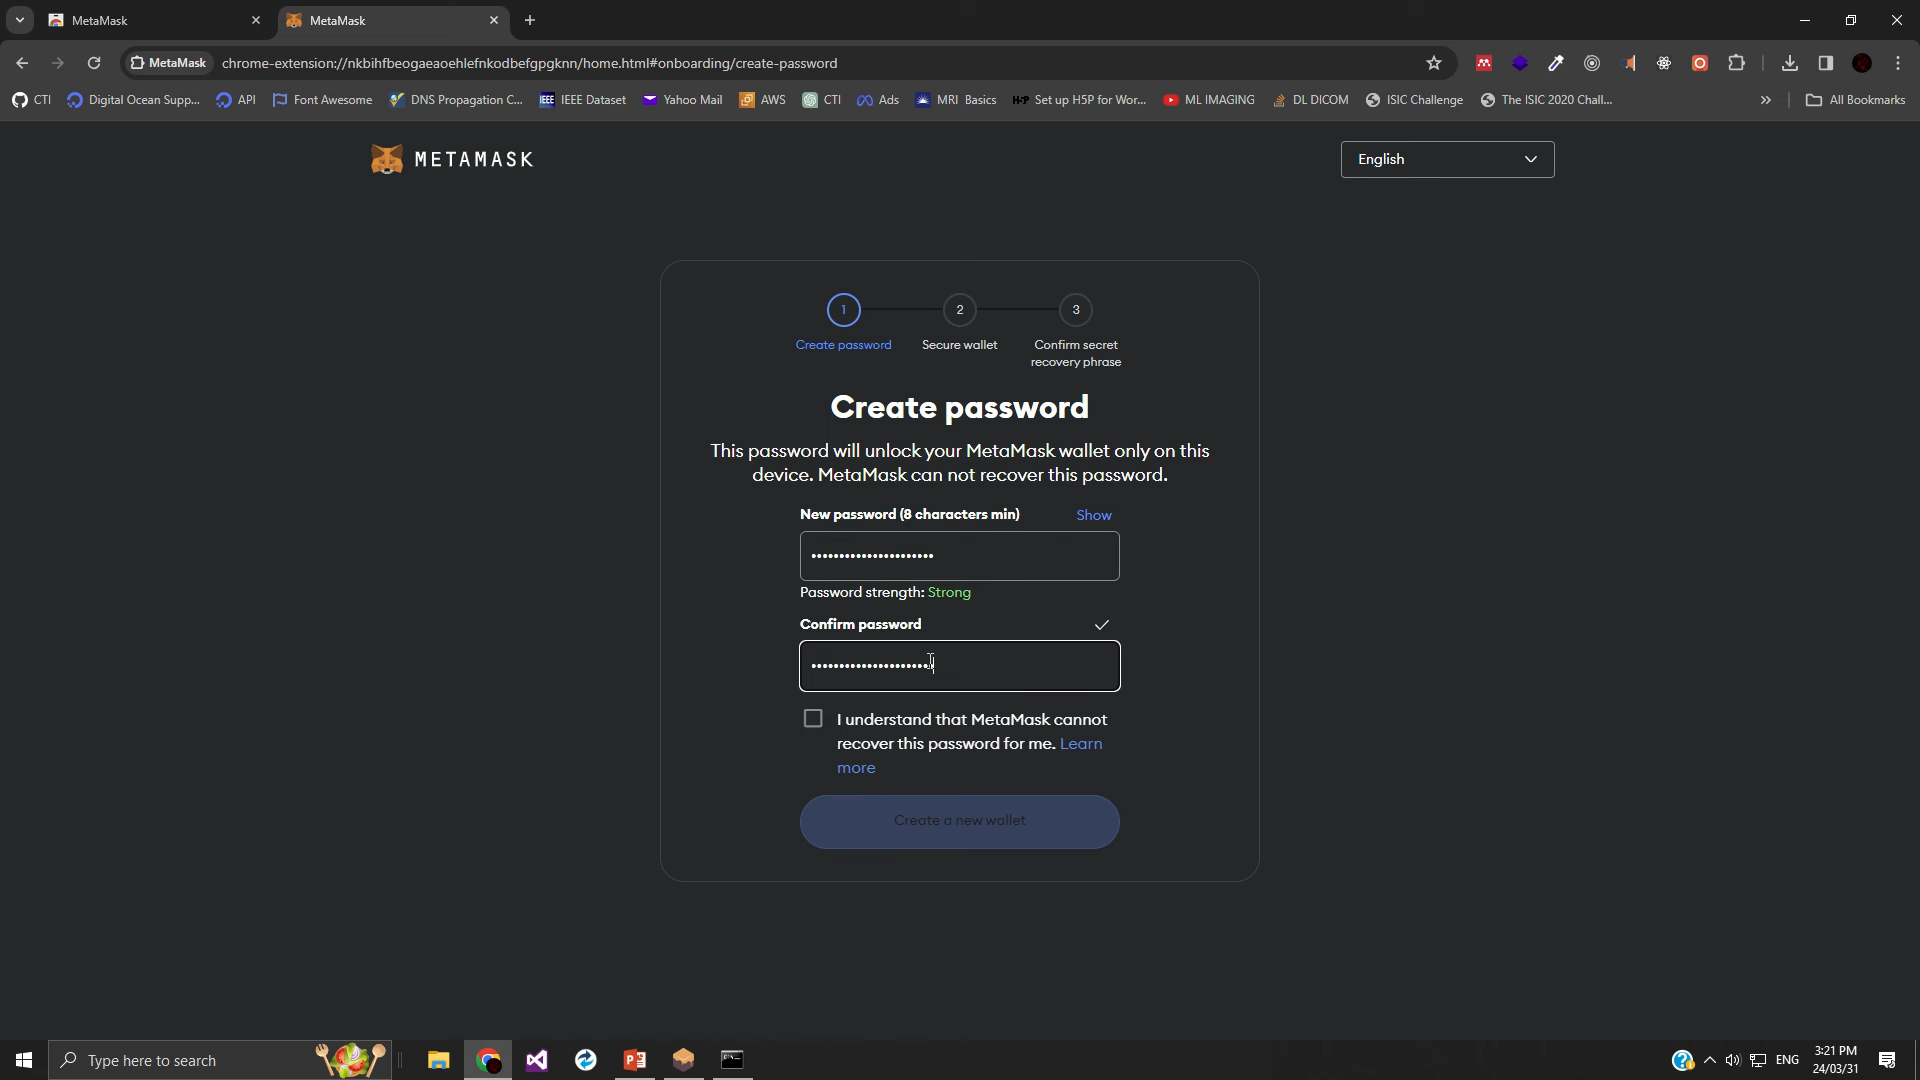 MetaMask
MetaMask
MetaMask
chrome-extension://nkbihfbeogaeaoehlefnkodbefgpgknn/home.html#onboarding/create-password
CTI
Digital Ocean Supp...
API
Font Awesome
DNS Propagation C...
IEEE Dataset
Yahoo Mail
AWS
CTI
Ads
MRI Basics
Set up H5P for Wor...
ML IMAGING
DL DICOM
ISIC Challenge
The ISIC 2020 Chall...
All Bookmarks
METAMASK
English
1
2
3
Create password
Secure wallet
Confirm secret
recovery phrase
Create password
This password will unlock your MetaMask wallet only on this
device. MetaMask can not recover this password.
New password (8 characters min)
Show
Password strength: Strong
Confirm password
I understand that MetaMask cannot
recover this password for me. Learn
more
Create a new wallet
Type here to search
ENG
3:21 PM
24/03/31